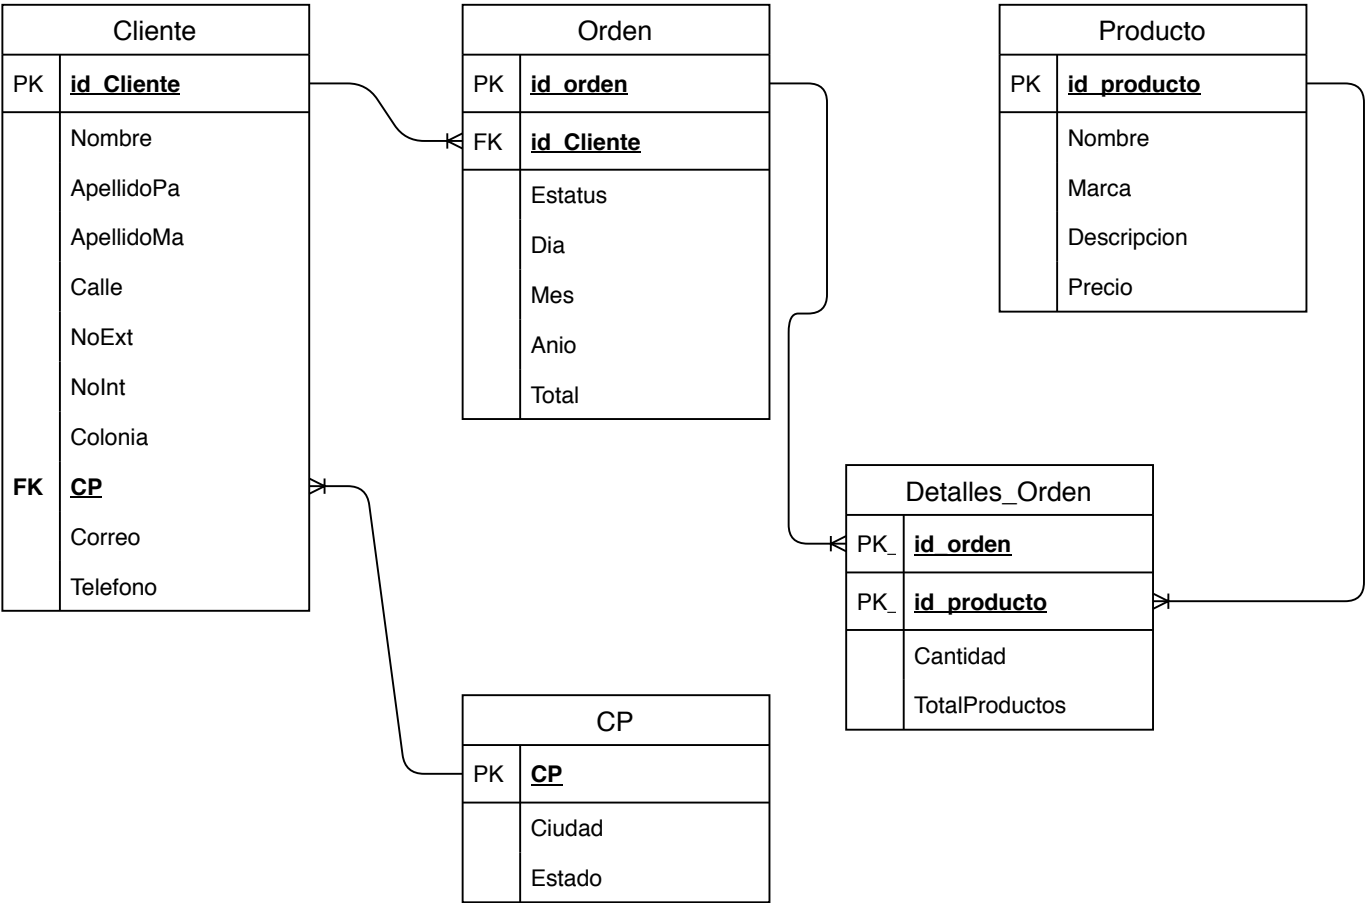 Cliente
PK id_Cliente
Nombre
ApellidoPa
ApellidoMa
Calle
NoExt
NoInt
Colonia
FK CP
Correo
Telefono
Orden
PK id_orden
FK id_Cliente
Estatus
Dia
Mes
Anio
Total
Producto
PK id_producto
Nombre
Marca
Descripcion
Precio
Detalles_Orden
PK_ id_orden
PK_ id_producto
Cantidad
TotalProductos
CP
PK CP
Ciudad
Estado